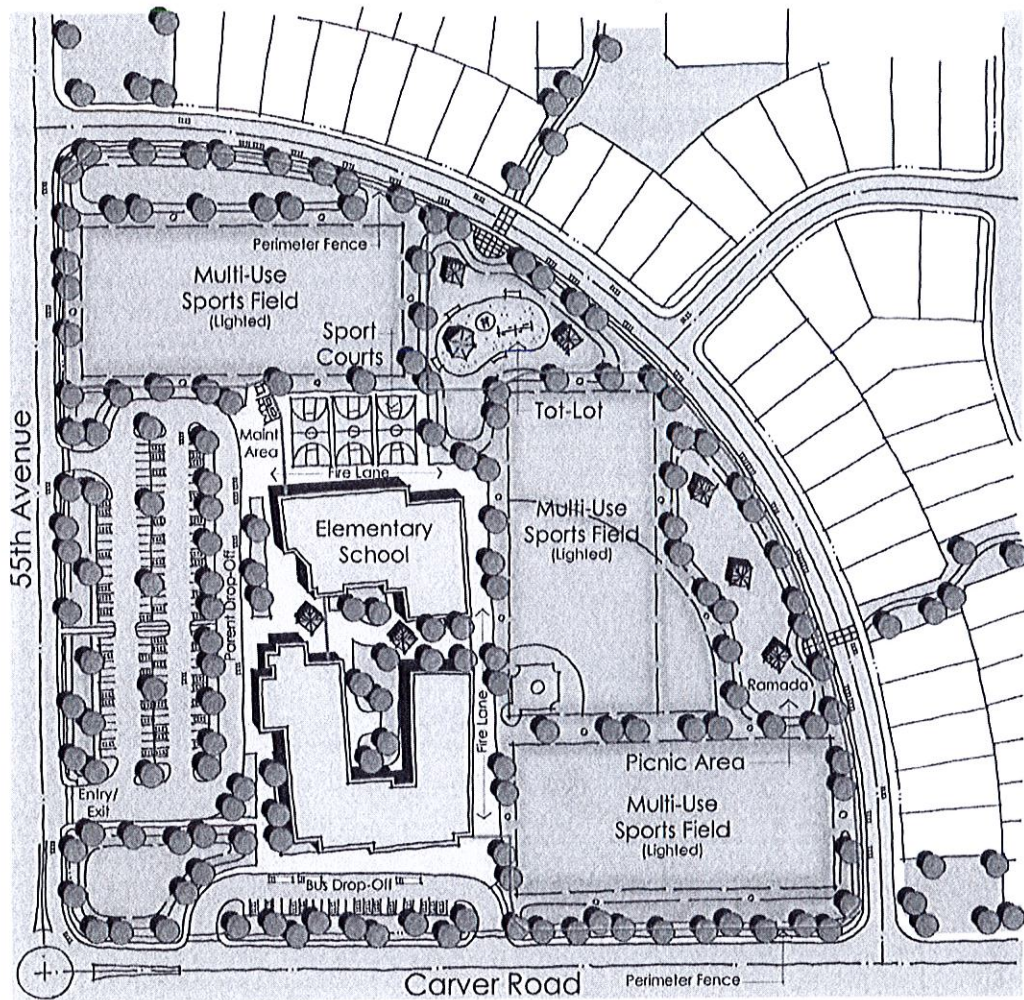 Perimeter Fence
Multi-Use
Sports Field
(Lighted)
Sport
Courts
Tot-Lot
Maint
Area
Fire Lane
55th Avenue
Elementary
School
Multi-Use
Sports Field
(Lighted)
Parent Drop-Off
Fire Lane
Ramada
Picnic Area
Entry/
Exit
Multi-Use
Sports Field
(Lighted)
Bus Drop-Off
Carver Road
Perimeter Fence